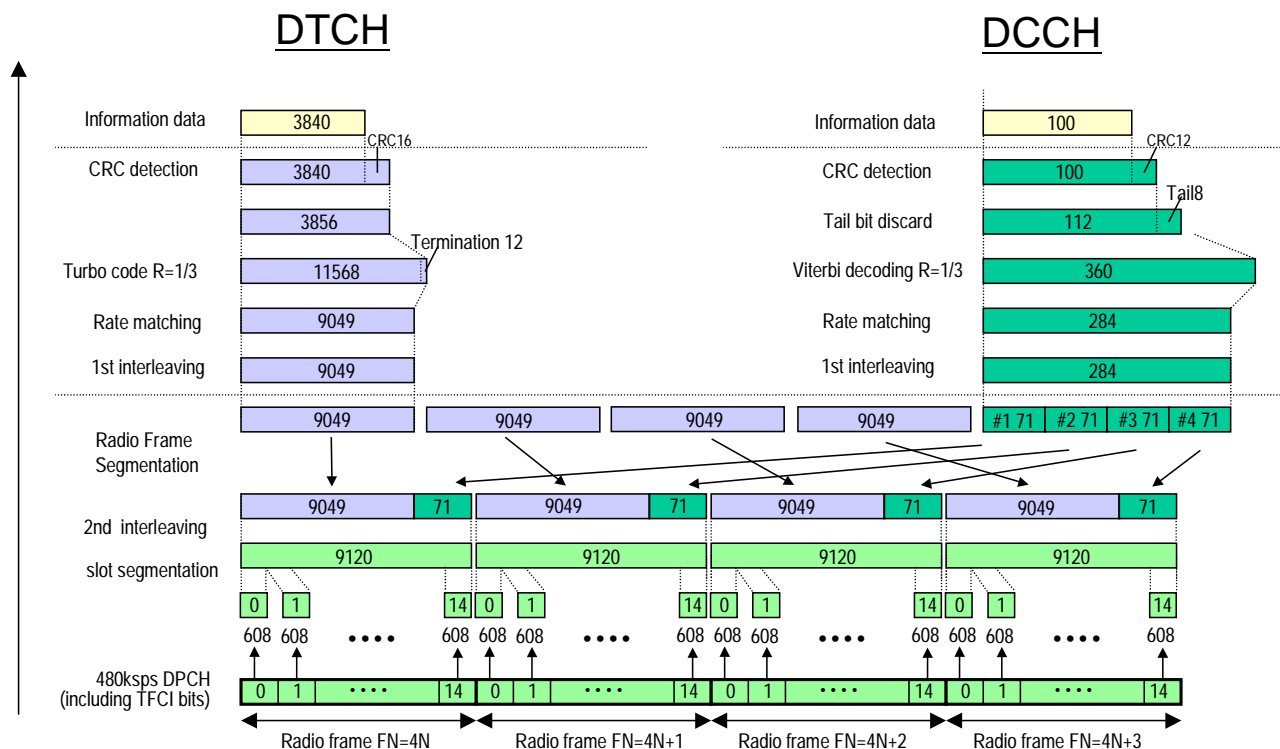 DTCH
DCCH
Information data
3840
Information data
100
CRC16
CRC12
CRC detection
3840
CRC detection
100
Tail8
3856
Tail bit discard
112
Termination 12
Turbo code R=1/3
11568
Viterbi decoding R=1/3
360
Rate matching
9049
Rate matching
284
1st interleaving
9049
1st interleaving
284
Radio Frame
Segmentation
9049
9049
9049
9049
#1 71
#2 71
#3 71
#4 71
2nd interleaving
9049
71
9049
71
9049
71
9049
71
slot segmentation
9120
9120
9120
9120
0
1
14
0
1
14
0
1
14
0
1
14
608
608
••••
608
608
608
••••
608
608
608
••••
608
608
608
••••
608
480ksps DPCH
(including TFCI bits)
0
1
••••
14
0
1
••••
14
0
1
••••
14
0
1
••••
14
Radio frame FN=4N
Radio frame FN=4N+1
Radio frame FN=4N+2
Radio frame FN=4N+3